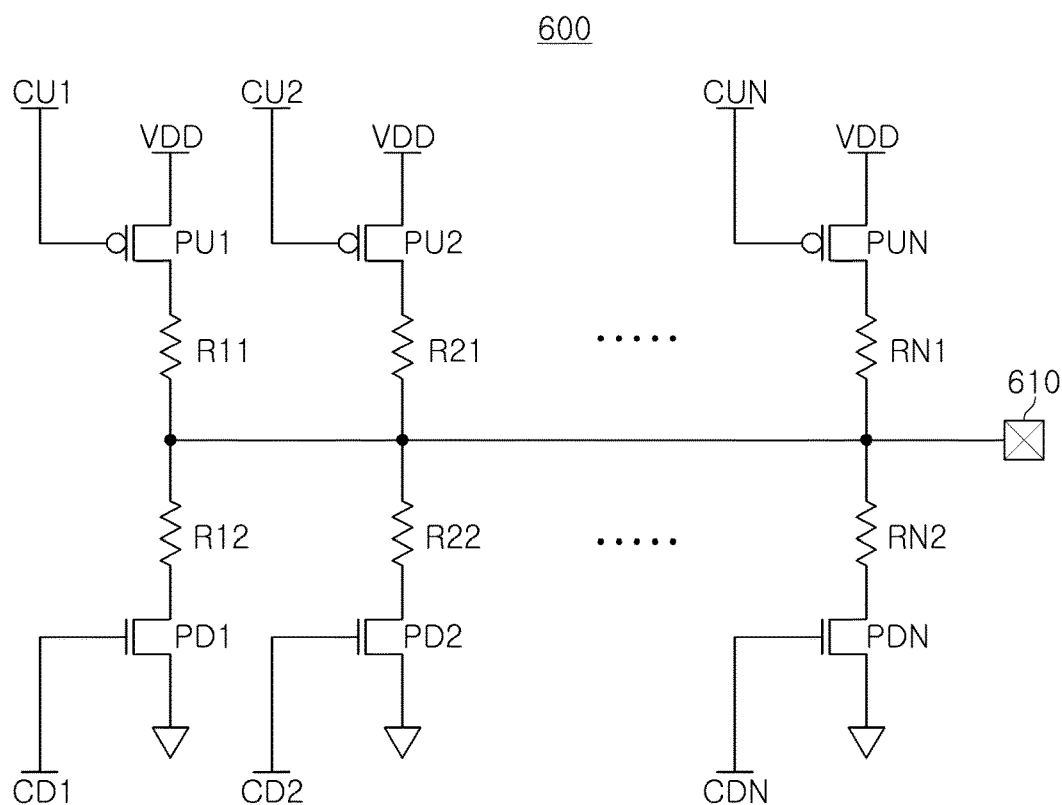 600
CU1 CU2 CUN
VDD VDD VDD
PU1 PU2 PUN
R11 R21 ..... RN1
610
R12 R22 ..... RN2
PD1 PD2 PDN
CD1 CD2 CDN